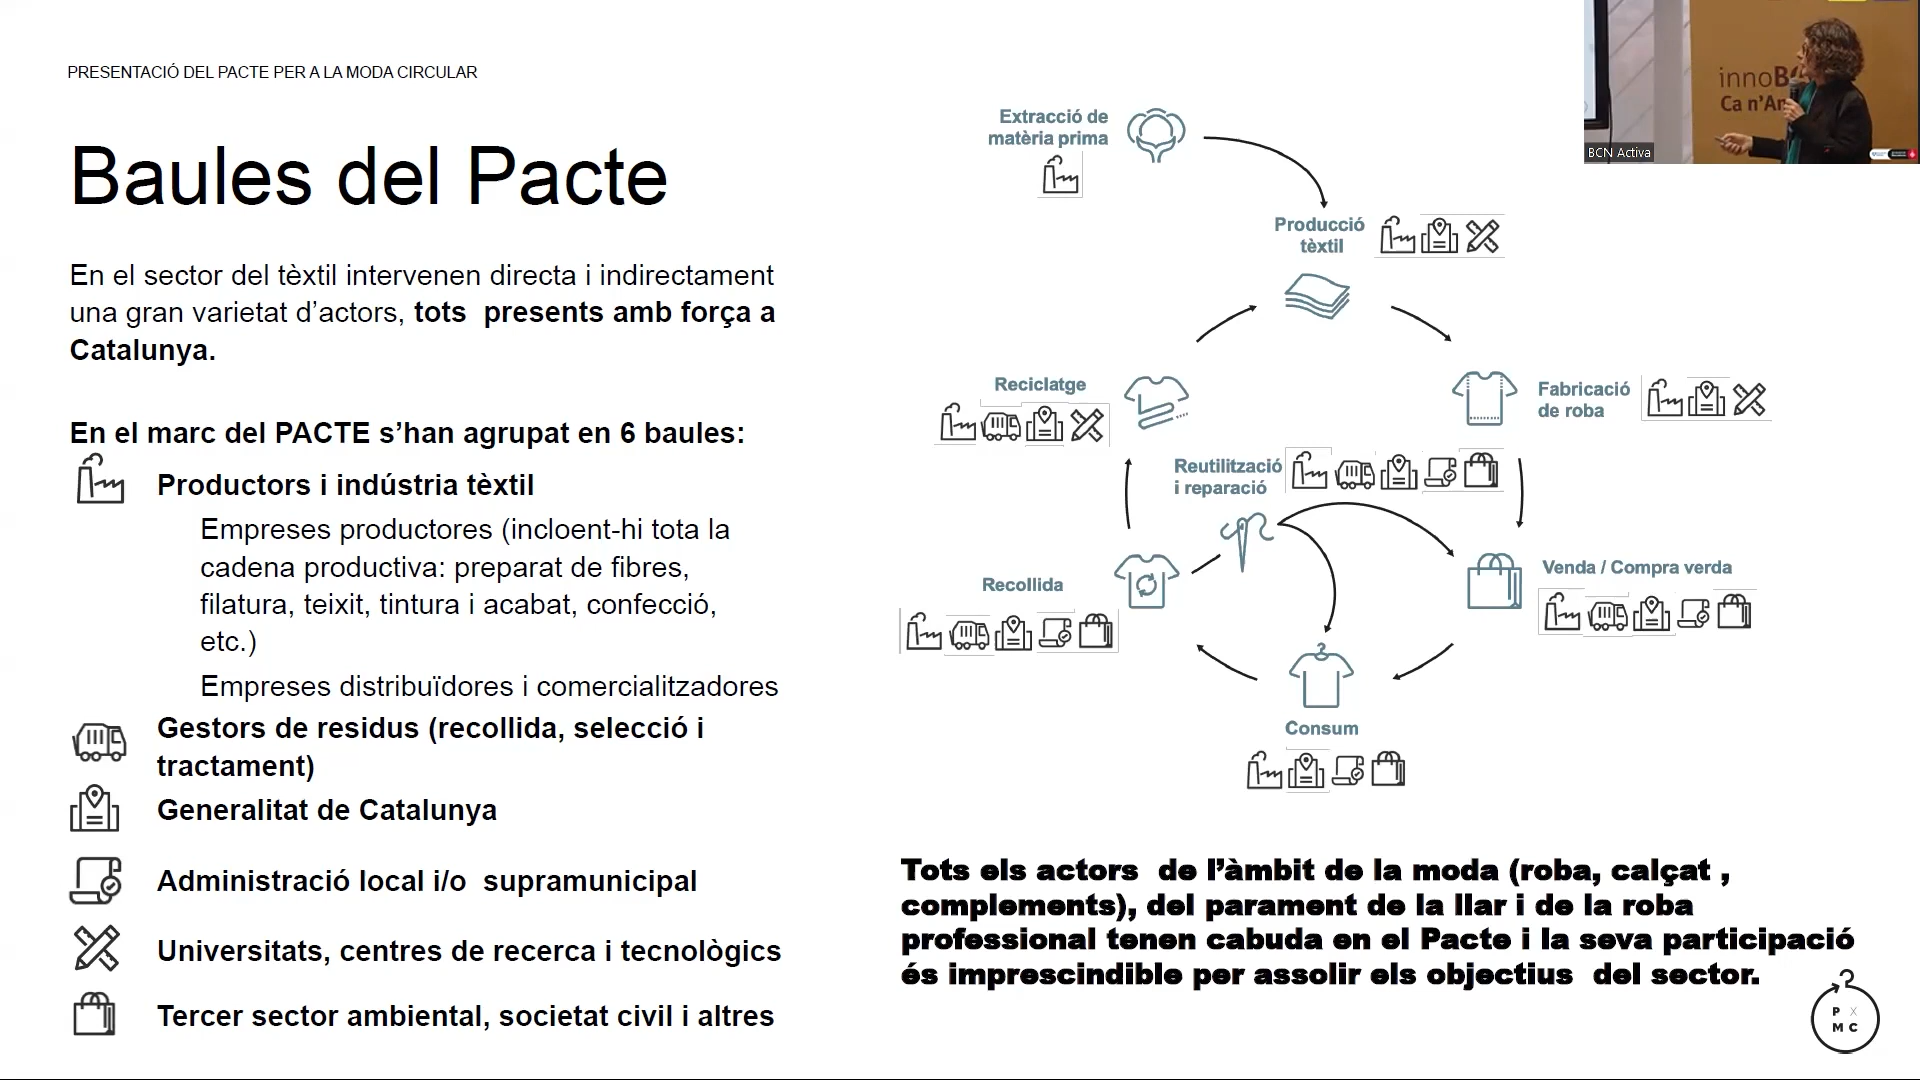 PRESENTACIÓ DEL PACTE PER A LA MODA CIRCULAR
Baules del Pacte
En el sector del tèxtil intervenen directa i indirectament
una gran varietat d’actors, tots  presents amb força a
Catalunya.
En el marc del PACTE s’han agrupat en 6 baules:
Productors i indústria tèxtil
Empreses productores (incloent-hi tota la
cadena productiva: preparat de fibres,
filatura, teixit, tintura i acabat, confecció,
etc.)
Empreses distribuïdores i comercialitzadores
Gestors de residus (recollida, selecció i
tractament)
Generalitat de Catalunya
Administració local i/o  supramunicipal
Universitats, centres de recerca i tecnològics
Tercer sector ambiental, societat civil i altres
Extracció de
matèria prima
Producció
tèxtil
Reciclatge
Fabricació
de roba
Reutilització
i reparació
Recollida
Venda / Compra verda
Consum
Tots els actors  de l’àmbit de la moda (roba, calçat ,
complements), del parament de la llar i de la roba
professional tenen cabuda en el Pacte i la seva participació
és imprescindible per assolir els objectius  del sector.
P X
M C
innoB
Ca n'An
BCN Activa